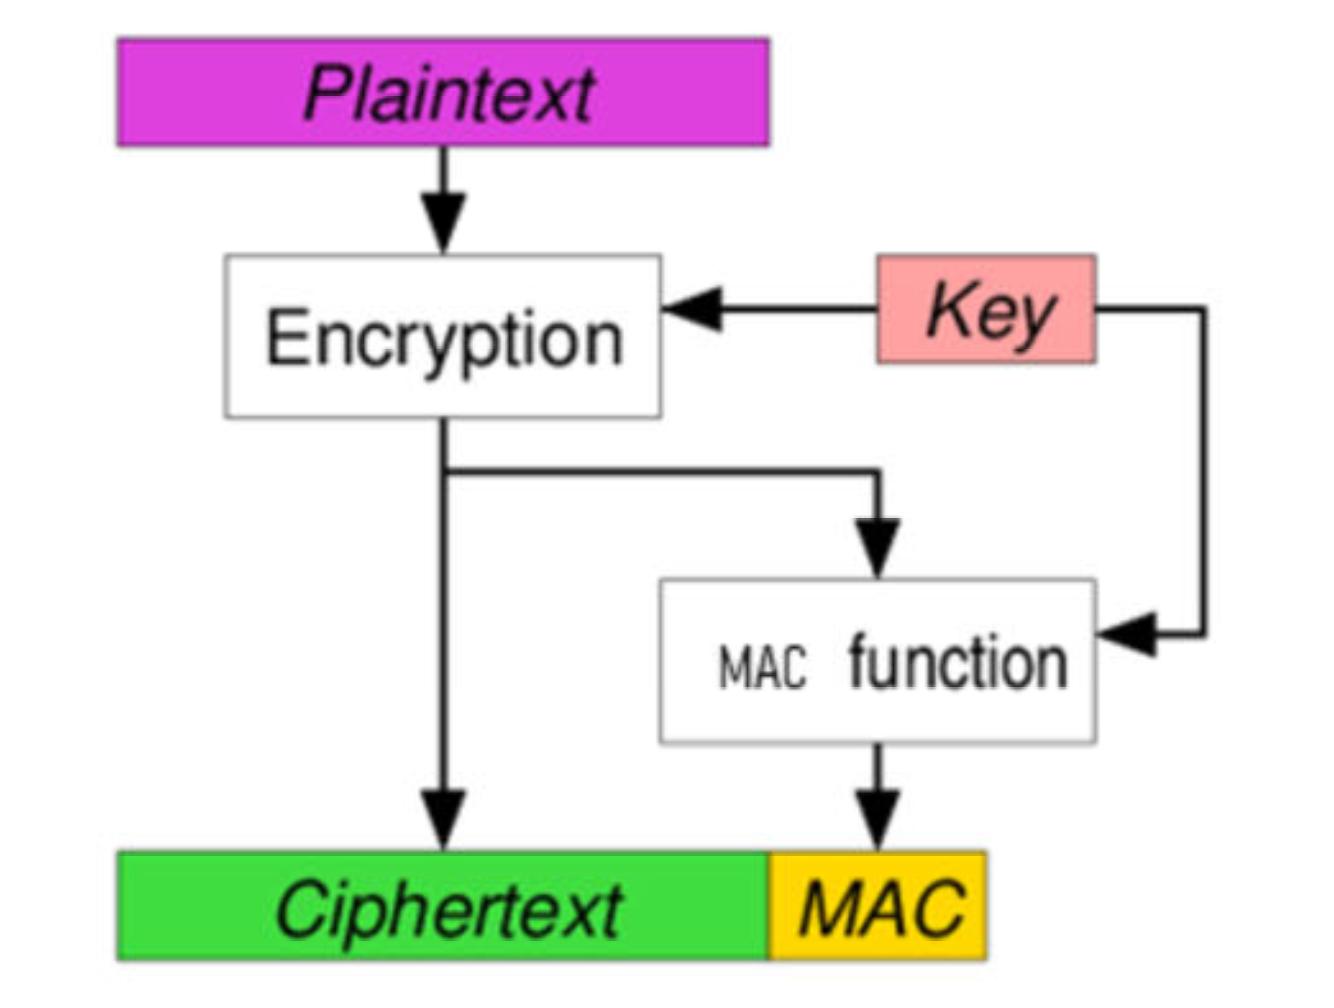 Plaintext
Encryption
Key
MAC function
Ciphertext
MAC